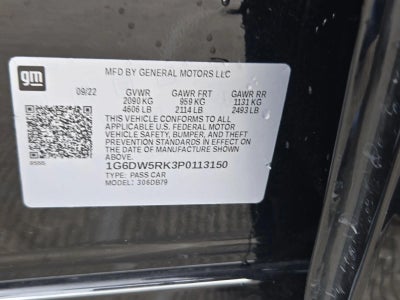 gm
MFD BY GENERAL MOTORS LLC
09/22 GVWR GAWR FRT GAWR RR
2090 KG 959 KG 1131 KG
4606 LB 2114 LB 2493 LB
THIS VEHICLE CONFORMS TO ALL
APPLICABLE U.S. FEDERAL MOTOR
VEHICLE SAFETY, BUMPER, AND THEFT
PREVENTION STANDARDS IN EFFECT ON
THE DATE OF MANUFACTURE SHOWN
ABOVE.
1G6DW5RK3P0113150
TYPE: PASS CAR
MODEL: 306DB79